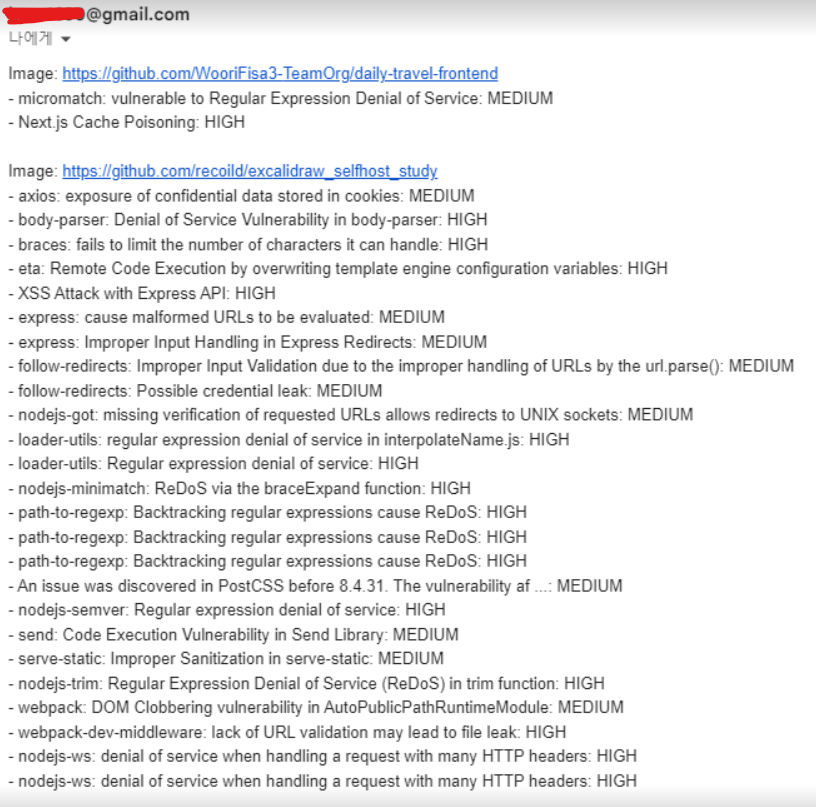 @gmail.com
나에게
Image: https://github.com/WooriFisa3-TeamOrg/daily-travel-frontend
- micromatch: vulnerable to Regular Expression Denial of Service: MEDIUM
- Next.js Cache Poisoning: HIGH
Image: https://github.com/recoild/excalidraw_selfhost_study
- axios: exposure of confidential data stored in cookies: MEDIUM
- body-parser: Denial of Service Vulnerability in body-parser: HIGH
- braces: fails to limit the number of characters it can handle: HIGH
- eta: Remote Code Execution by overwriting template engine configuration variables: HIGH
- XSS Attack with Express API: HIGH
- express: cause malformed URLs to be evaluated: MEDIUM
- express: Improper Input Handling in Express Redirects: MEDIUM
- follow-redirects: Improper Input Validation due to the improper handling of URLs by the url.parse(): MEDIUM
- follow-redirects: Possible credential leak: MEDIUM
- nodejs-got: missing verification of requested URLs allows redirects to UNIX sockets: MEDIUM
- loader-utils: regular expression denial of service in interpolateName.js: HIGH
- loader-utils: Regular expression denial of service: HIGH
- nodejs-minimatch: ReDoS via the braceExpand function: HIGH
- path-to-regexp: Backtracking regular expressions cause ReDoS: HIGH
- path-to-regexp: Backtracking regular expressions cause ReDoS: HIGH
- path-to-regexp: Backtracking regular expressions cause ReDoS: HIGH
- An issue was discovered in PostCSS before 8.4.31. The vulnerability af ...: MEDIUM
- nodejs-semver: Regular expression denial of service: HIGH
- send: Code Execution Vulnerability in Send Library: MEDIUM
- serve-static: Improper Sanitization in serve-static: MEDIUM
- nodejs-trim: Regular Expression Denial of Service (ReDoS) in trim function: HIGH
- webpack: DOM Clobbering vulnerability in AutoPublicPathRuntimeModule: MEDIUM
- webpack-dev-middleware: lack of URL validation may lead to file leak: HIGH
- nodejs-ws: denial of service when handling a request with many HTTP headers: HIGH
- nodejs-ws: denial of service when handling a request with many HTTP headers: HIGH